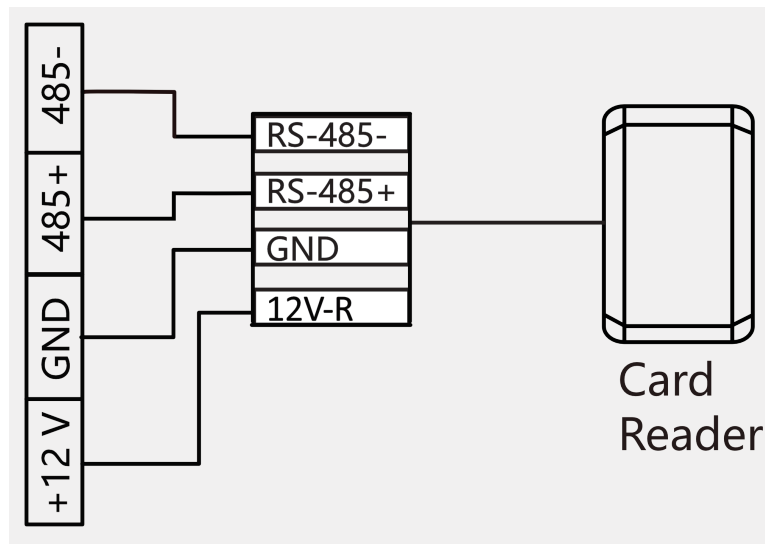 485-
485+
GND
+12 V
RS-485-
RS-485+
GND
12V-R
Card
Reader